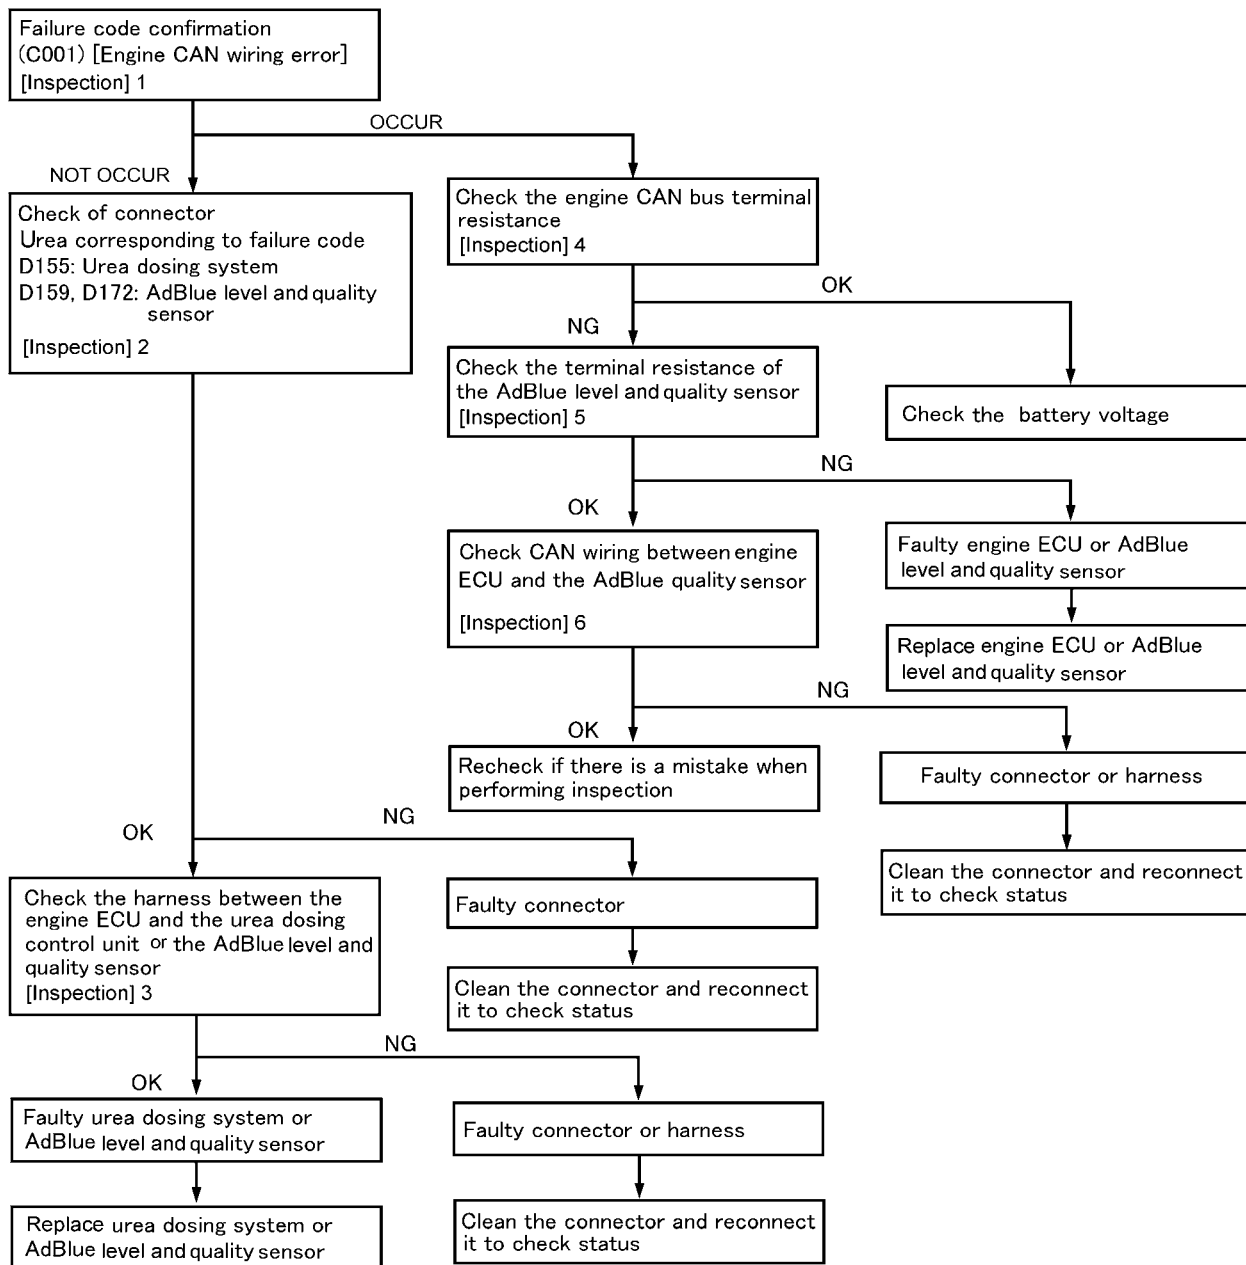 Failure code confirmation
(C001) [Engine CAN wiring error]
[Inspection] 1
OCCUR
NOT OCCUR
Check of connector
Urea corresponding to failure code
D155: Urea dosing system
D159, D172: AdBlue level and quality
sensor
[Inspection] 2
Check the engine CAN bus terminal
resistance
[Inspection] 4
OK
NG
Check the terminal resistance of
the AdBlue level and quality sensor
[Inspection] 5
Check the battery voltage
NG
OK
Check CAN wiring between engine
ECU and the AdBlue quality sensor
[Inspection] 6
Faulty engine ECU or AdBlue
level and quality sensor
Replace engine ECU or AdBlue
level and quality sensor
NG
OK
Recheck if there is a mistake when
performing inspection
Faulty connector or harness
Clean the connector and reconnect
it to check status
NG
OK
Check the harness between the
engine ECU and the urea dosing
control unit or the AdBlue level and
quality sensor
[Inspection] 3
Faulty connector
Clean the connector and reconnect
it to check status
NG
OK
Faulty urea dosing system or
AdBlue level and quality sensor
Faulty connector or harness
Replace urea dosing system or
AdBlue level and quality sensor
Clean the connector and reconnect
it to check status